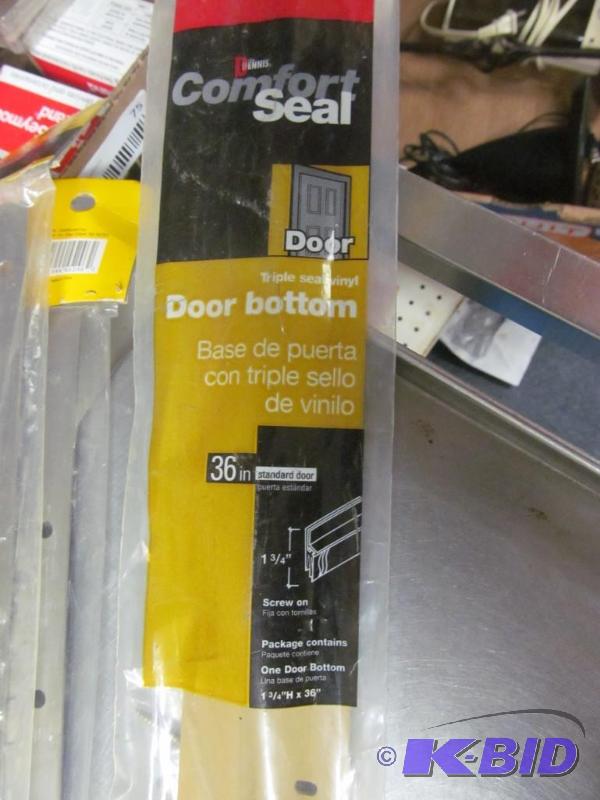 DENNIS.
Comfort
Seal
Door
Triple seal vinyl
Door bottom
Base de puerta
con triple sello
de vinilo
36 in standard door
puerta estándar
1 3/4"
Screw on
Fija con tornillos
Package contains
Paquete contiene
One Door Bottom
Una base de puerta
1 3/4"H x 36"
75
© K-BID